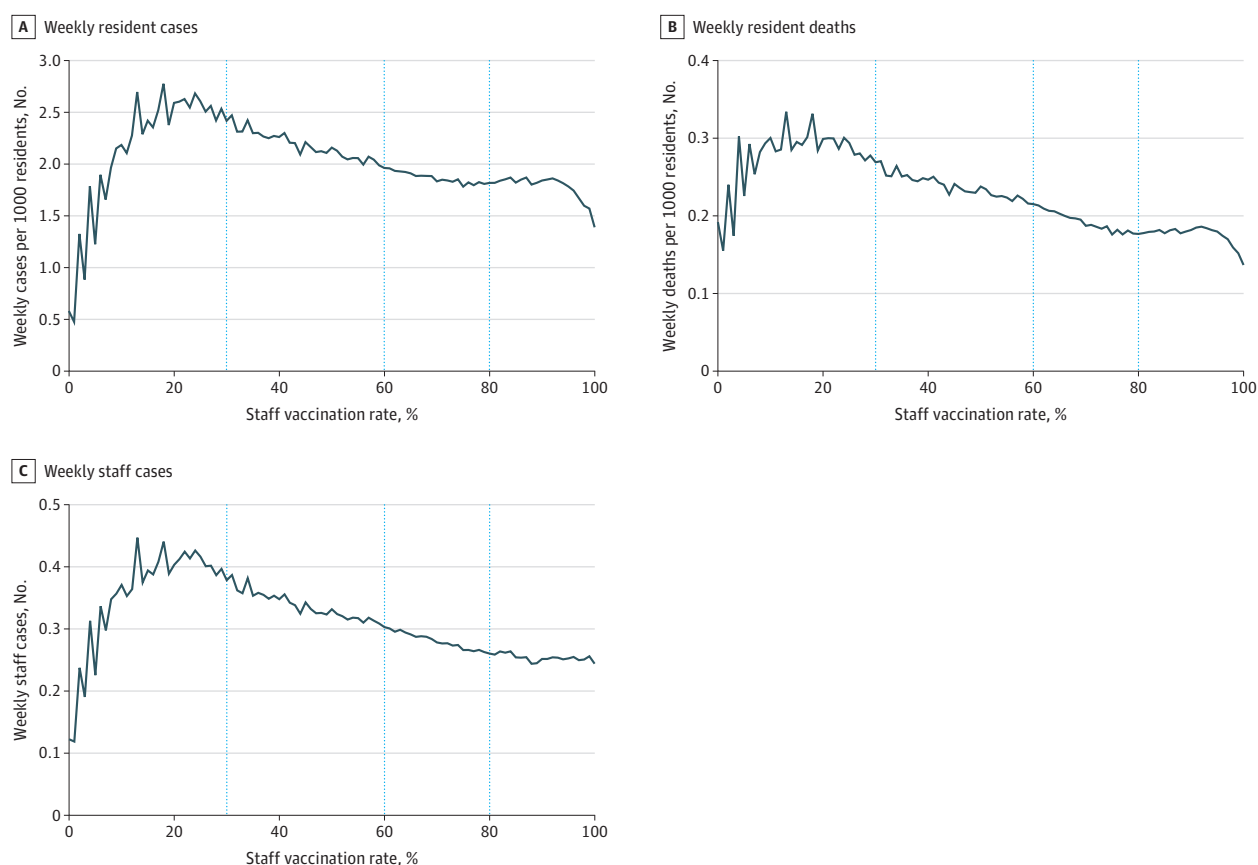 A Weekly resident cases
Weekly cases per 1000 residents, No.
3.0
2.5
2.0
1.5
1.0
0.5
0
0 20 40 60 80 100
Staff vaccination rate, %
B Weekly resident deaths
Weekly deaths per 1000 residents, No.
0.4
0.3
0.2
0.1
0
0 20 40 60 80 100
Staff vaccination rate, %
C Weekly staff cases
Weekly staff cases, No.
0.5
0.4
0.3
0.2
0.1
0
0 20 40 60 80 100
Staff vaccination rate, %